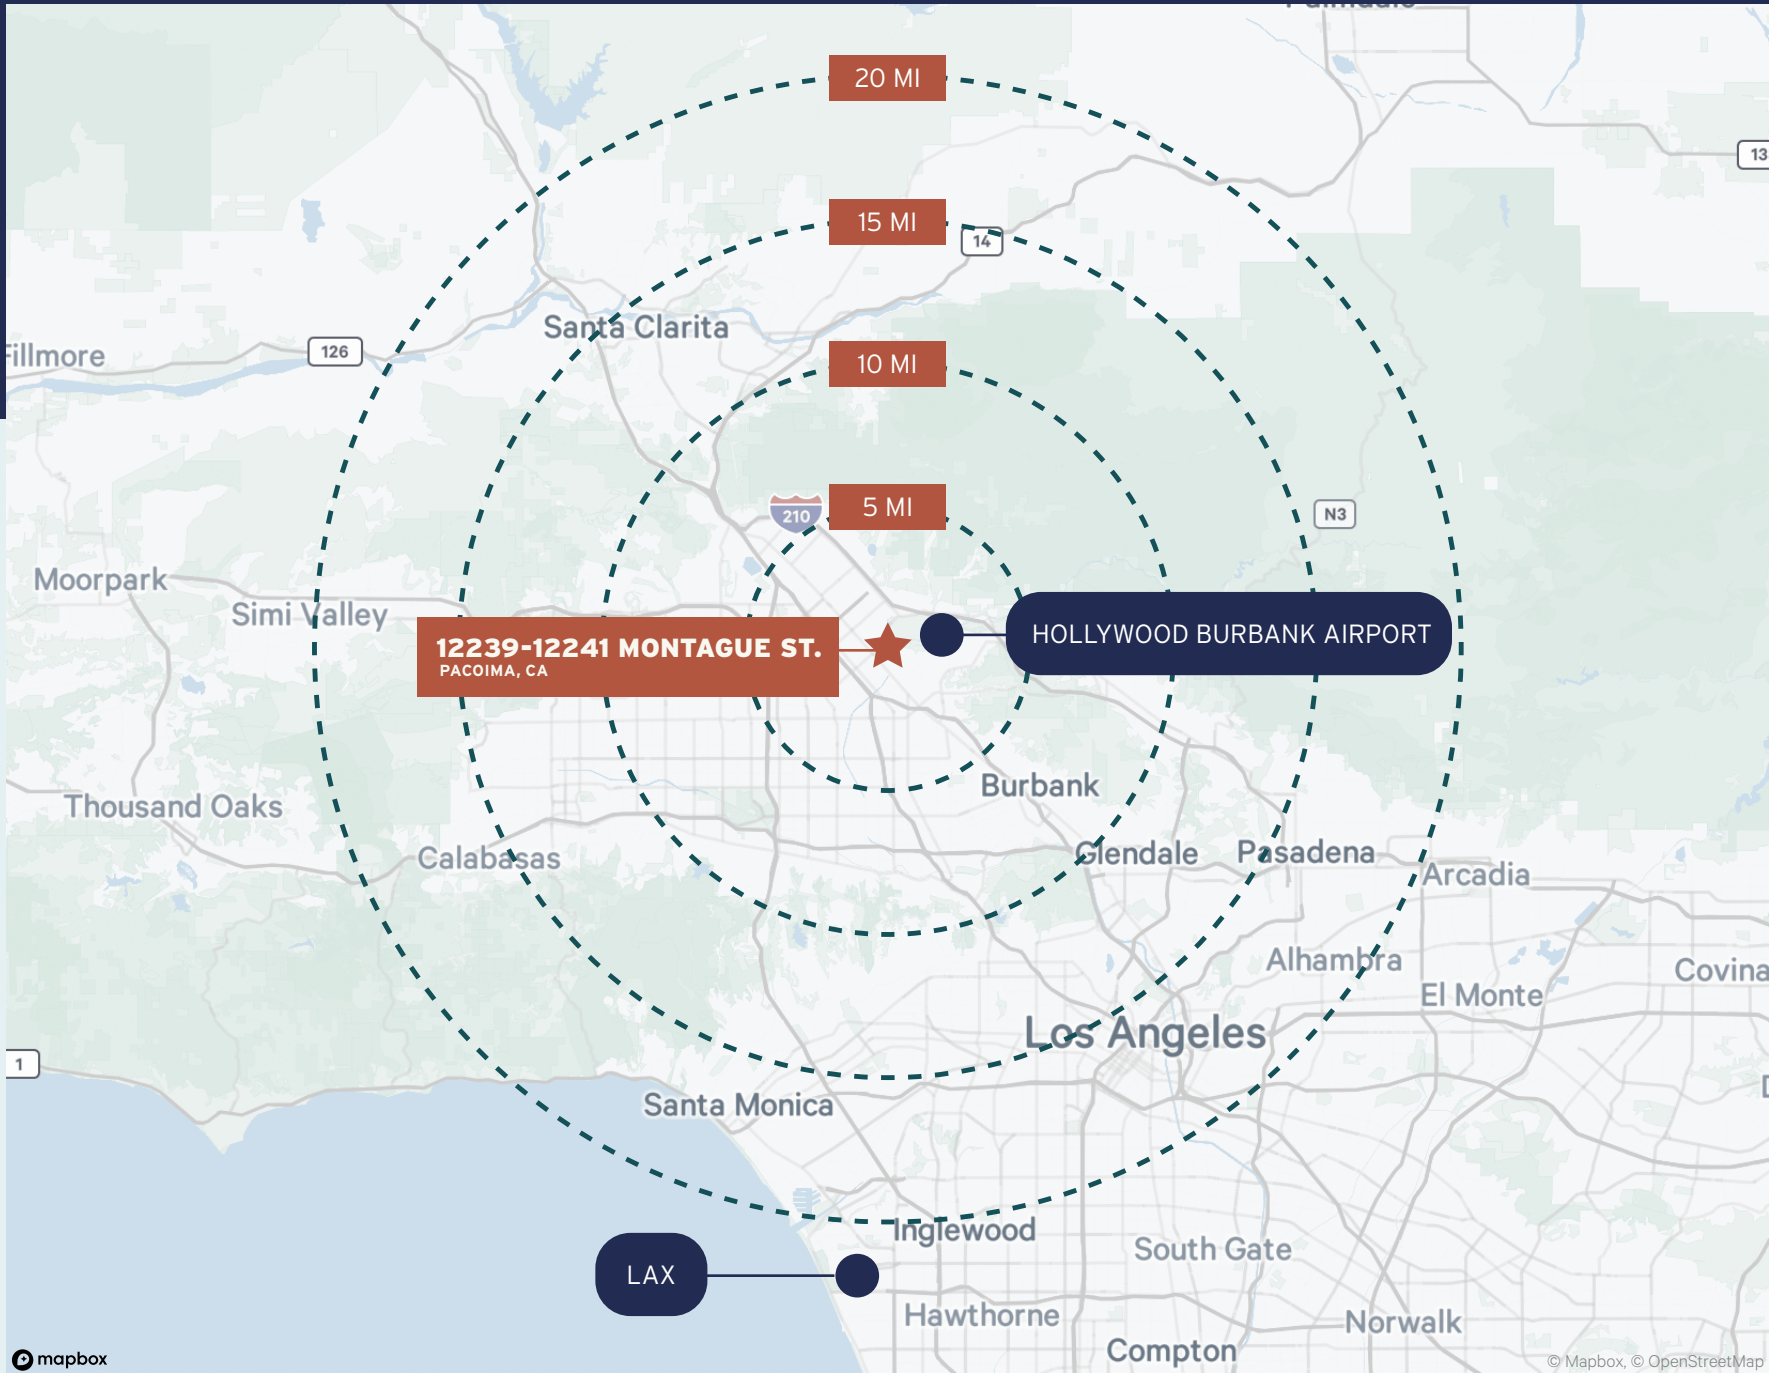 Palmdale
20 MI
13
15 MI
14
Santa Clarita
126
Fillmore
10 MI
5 MI
210
N3
Moorpark
Simi Valley
HOLLYWOOD BURBANK AIRPORT
12239-12241 MONTAGUE ST.
PACOIMA, CA
Burbank
Thousand Oaks
Calabasas
Glendale
Pasadena
Arcadia
Alhambra
Covina
El Monte
Los Angeles
1
Santa Monica
Inglewood
South Gate
LAX
Hawthorne
Norwalk
Compton
mapbox
© Mapbox, © OpenStreetMap